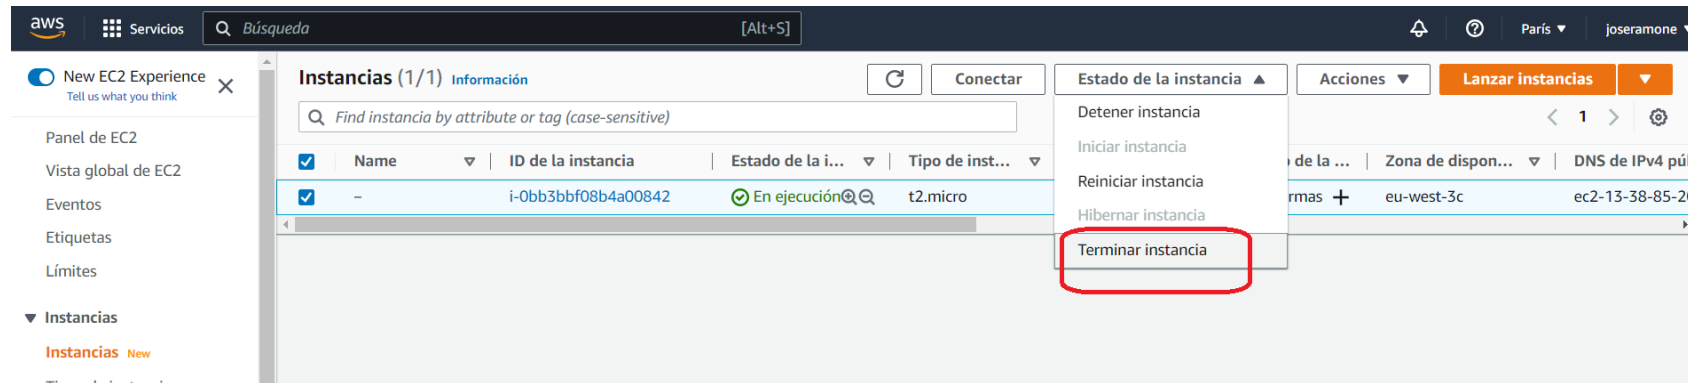 aws Servicios Búsqueda [Alt+S] París ▼ joseramone
New EC2 Experience
Tell us what you think
Panel de EC2
Vista global de EC2
Eventos
Etiquetas
Límites
Instancias
Instancias New
Instancias (1/1) Información Conectar Estado de la instancia ▲ Acciones ▼ Lanzar instancias ▼
Find instancia by attribute or tag (case-sensitive) < 1 >
Detener instancia
Iniciar instancia
Reiniciar instancia
Hibernar instancia
Terminar instancia
Name ID de la instancia Estado de la i... Tipo de inst... de la ... Zona de dispon... DNS de IPv4 pú
– i-0bb3bbf08b4a00842 En ejecución t2.micro rmas + eu-west-3c ec2-13-38-85-2